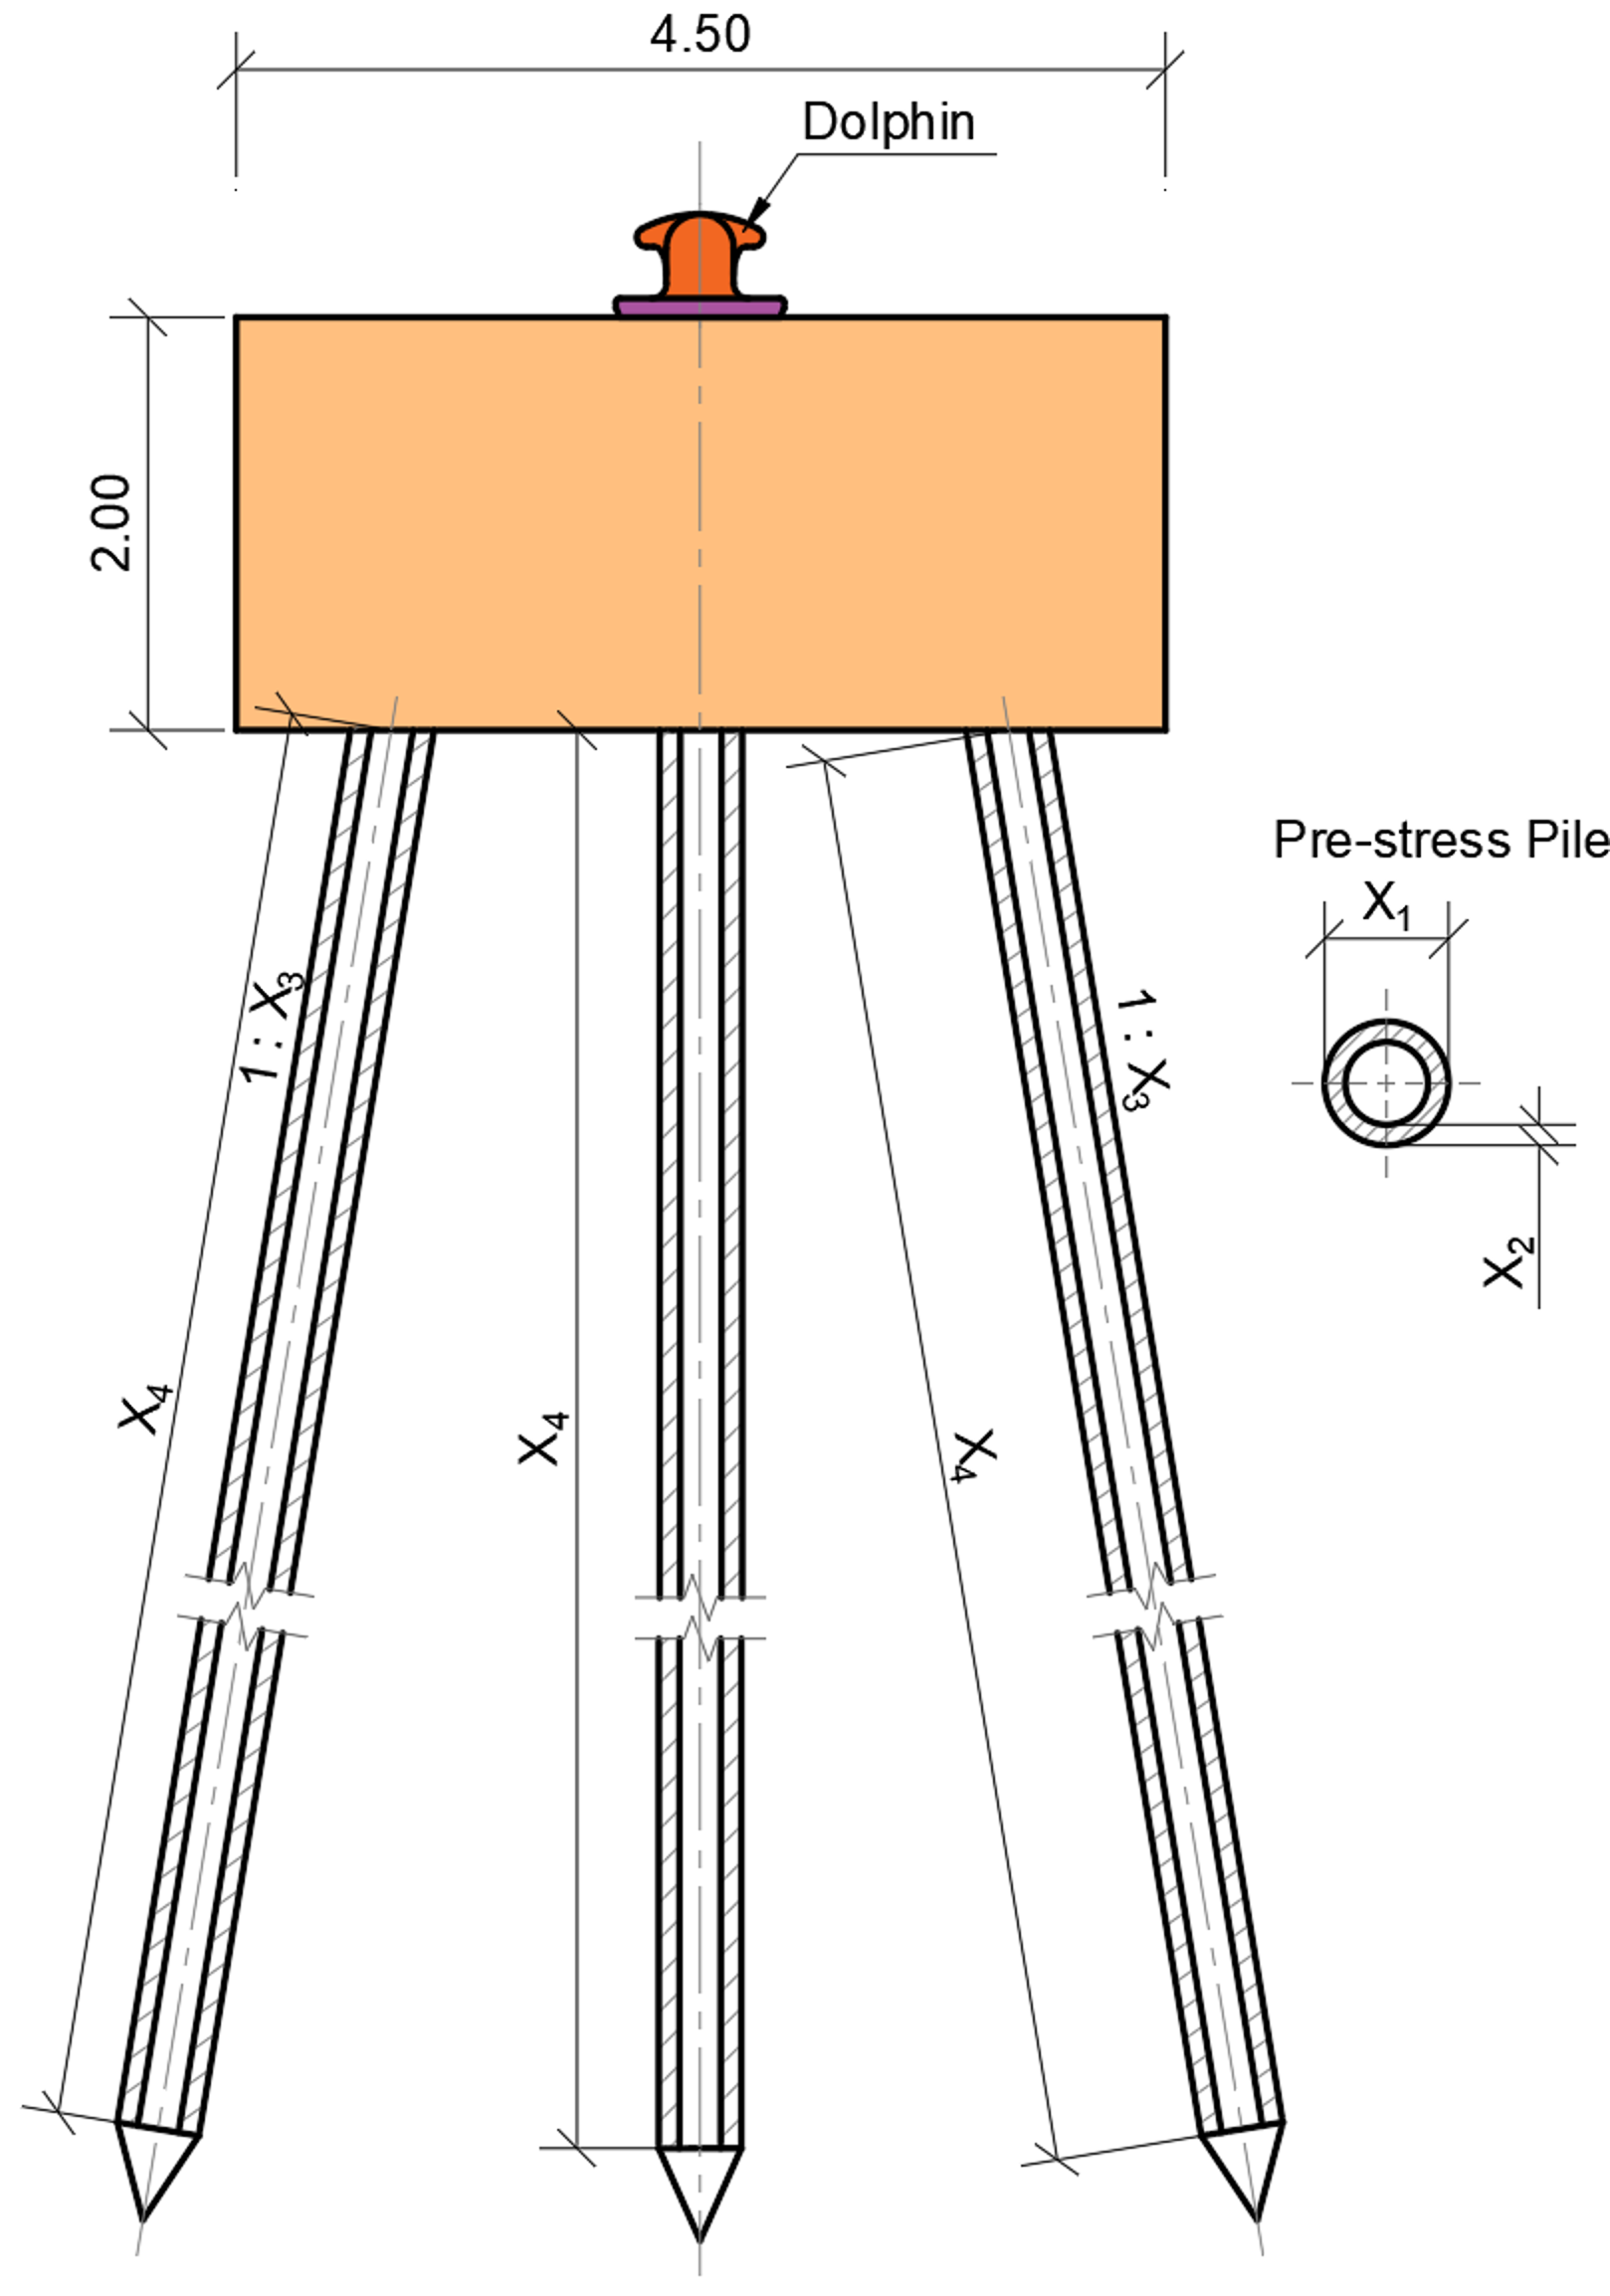 4.50
Dolphin
2.00
Pre-stress Pile
X₁
1 : X₃
1 : X₃
X₂
X₄
X₄
X₄